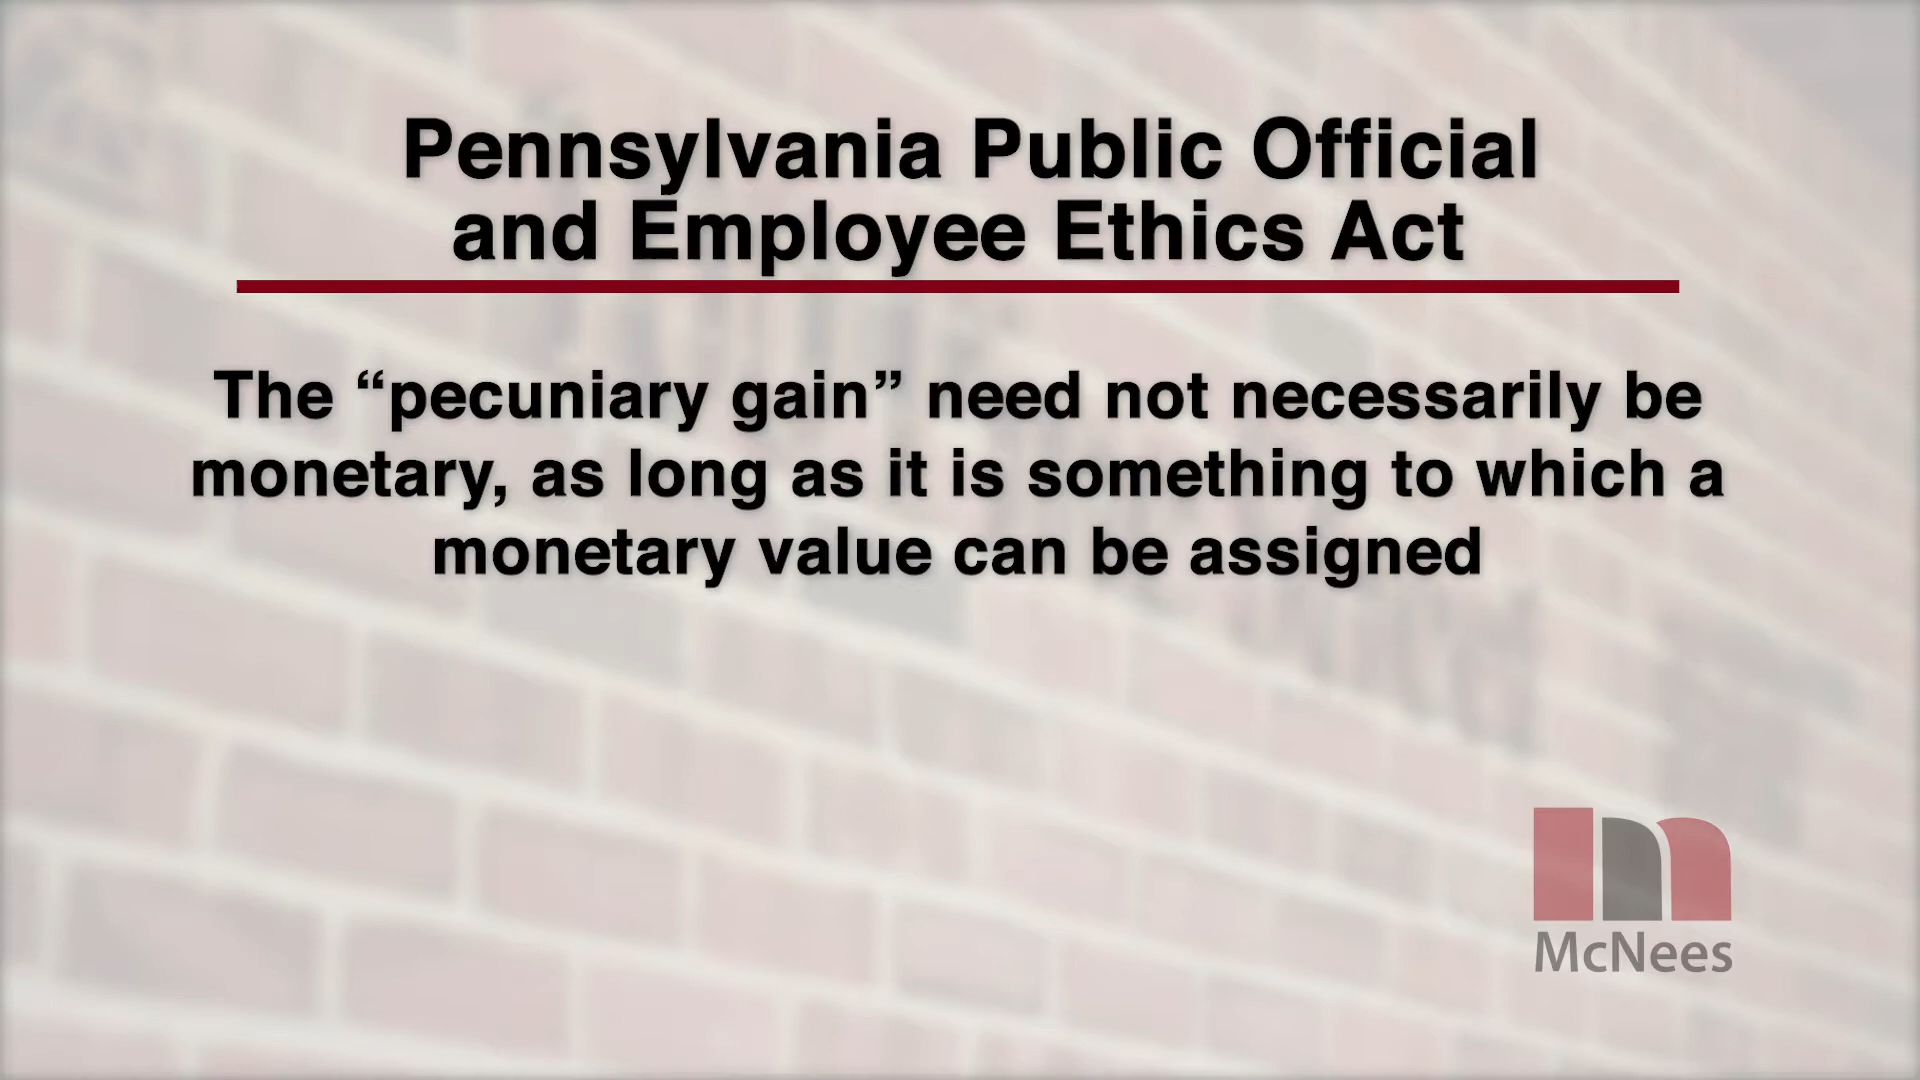 Pennsylvania Public Official
and Employee Ethics Act
The “pecuniary gain” need not necessarily be
monetary, as long as it is something to which a
monetary value can be assigned
McNees